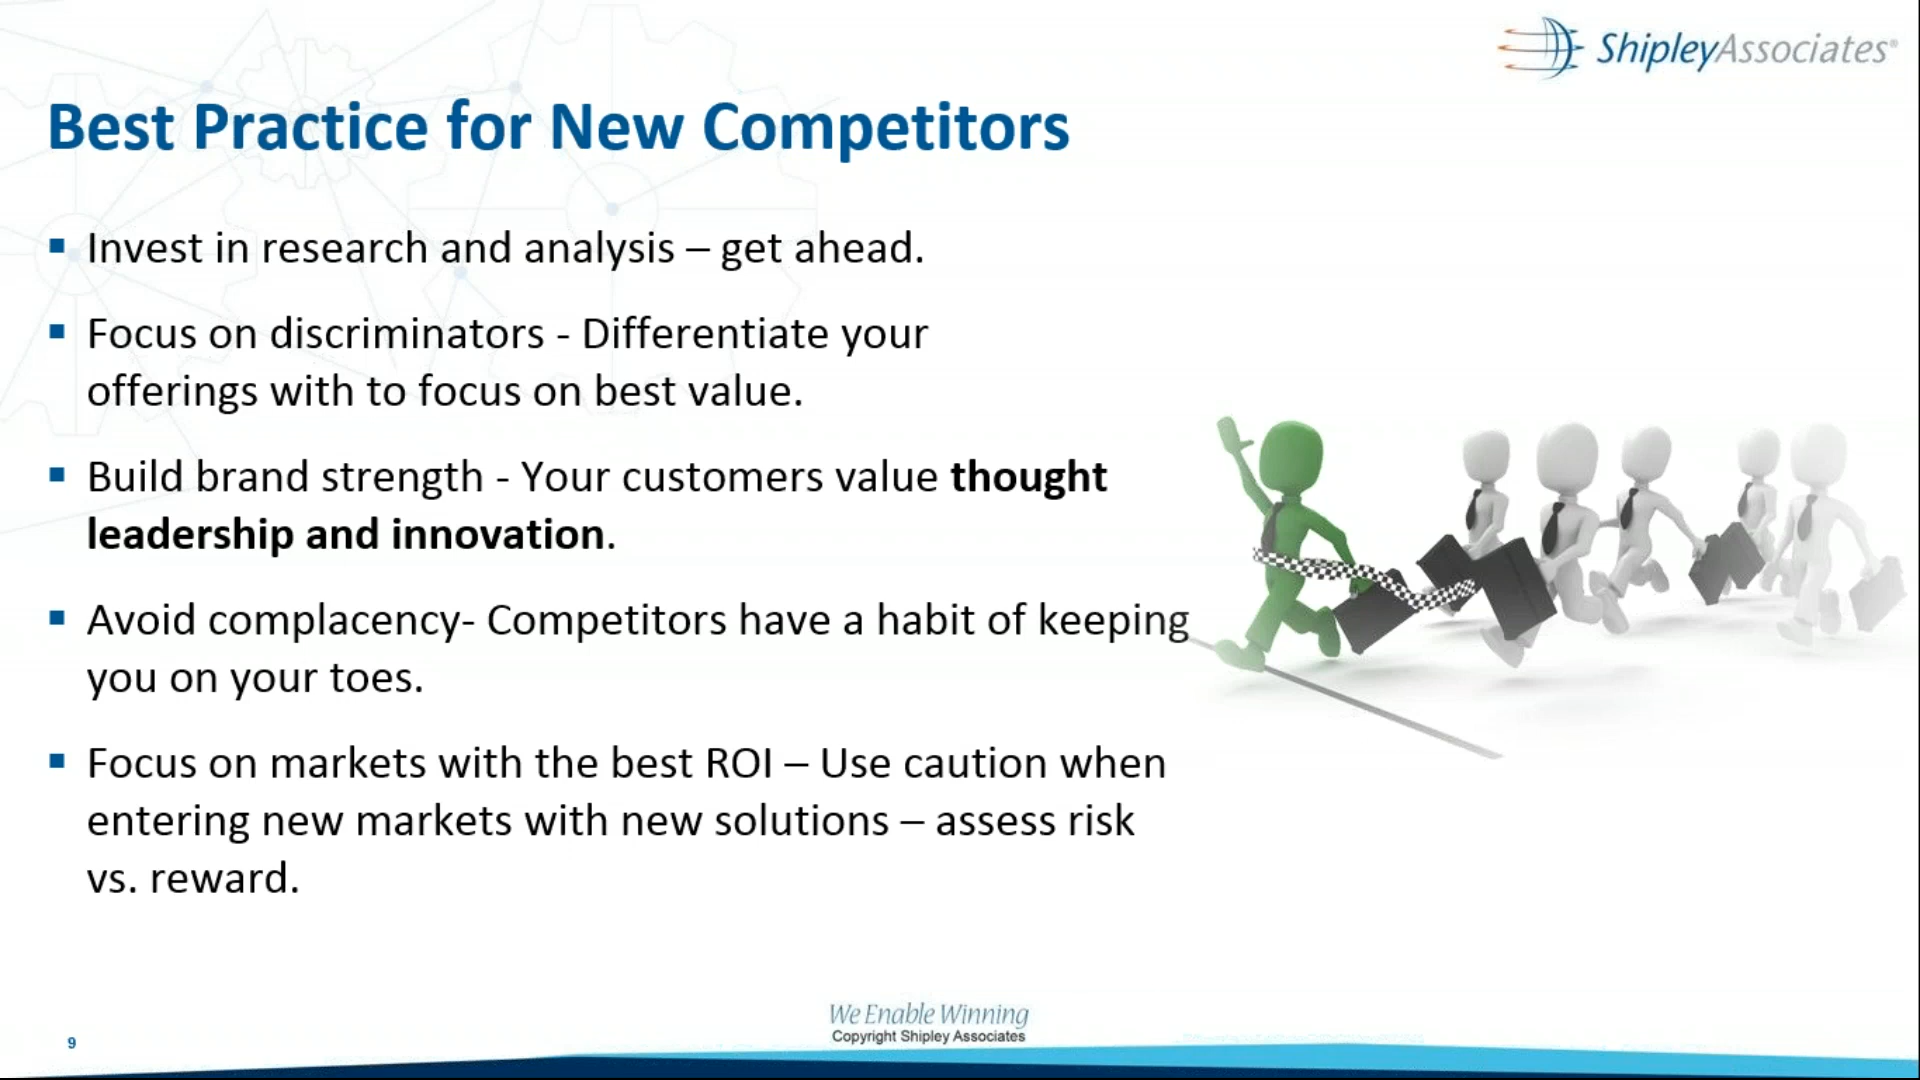 ShipleyAssociates®
Best Practice for New Competitors
▪ Invest in research and analysis – get ahead.
▪ Focus on discriminators - Differentiate your
offerings with to focus on best value.
▪ Build brand strength - Your customers value thought
leadership and innovation.
▪ Avoid complacency- Competitors have a habit of keeping
you on your toes.
▪ Focus on markets with the best ROI – Use caution when
entering new markets with new solutions – assess risk
vs. reward.
We Enable Winning
Copyright Shipley Associates
9